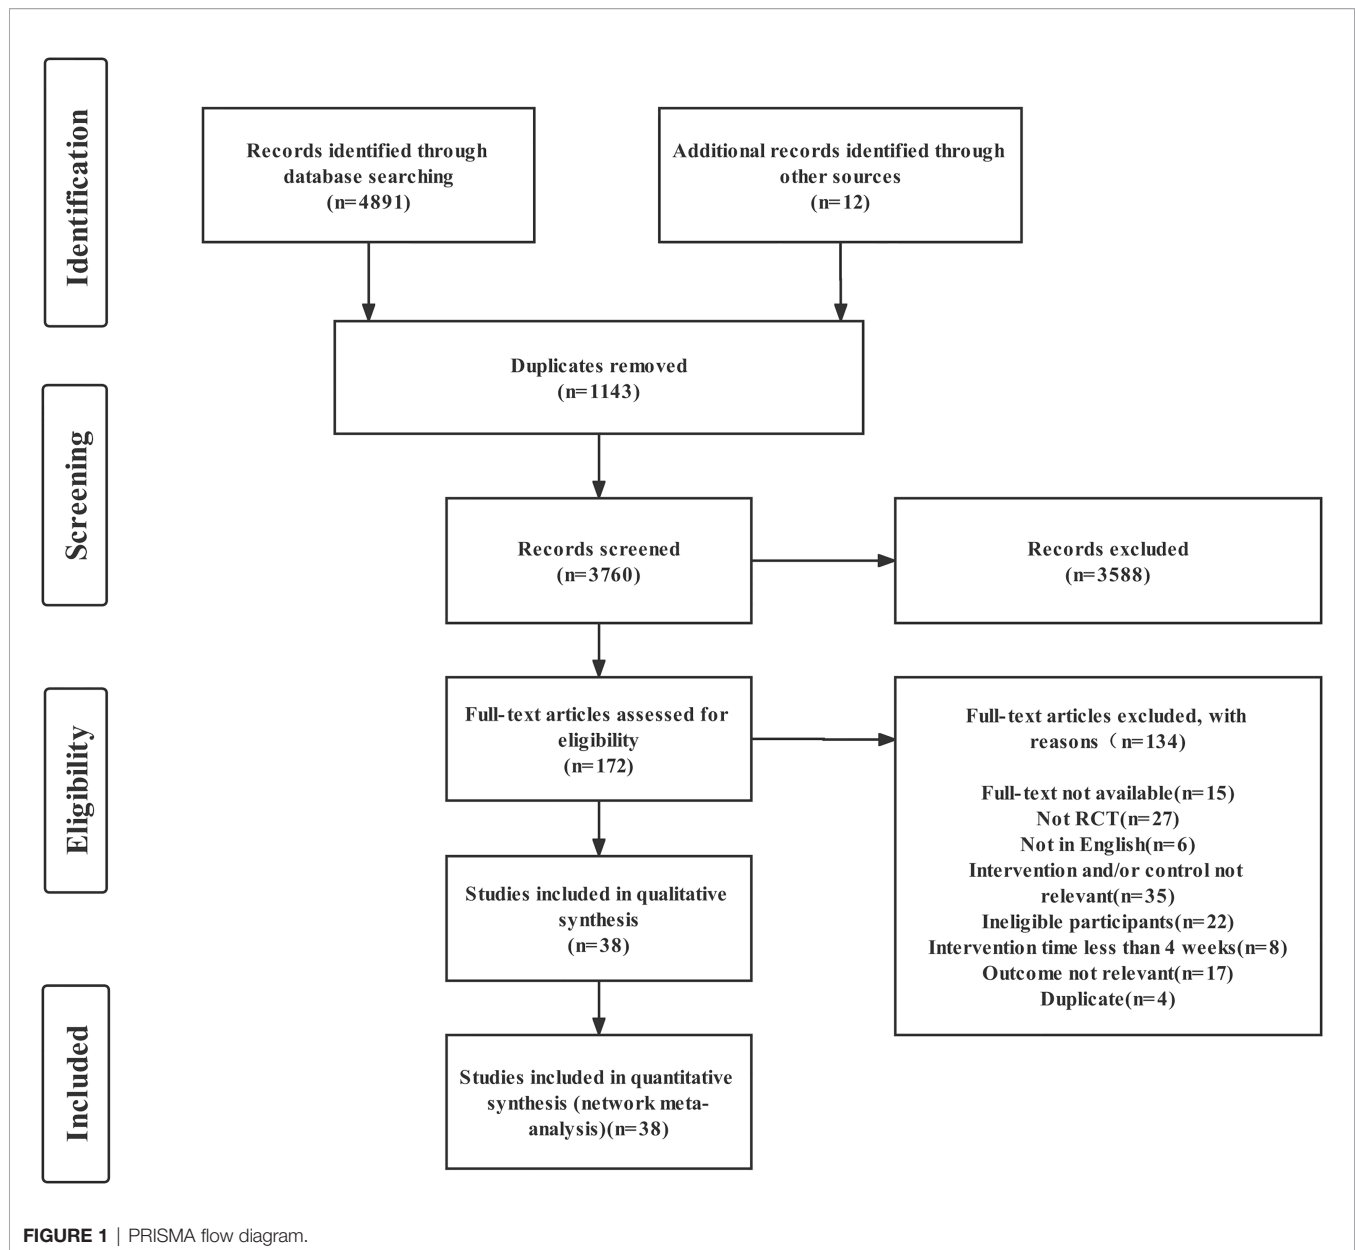 Identification
Records identified through
database searching
(n=4891)
Additional records identified through
other sources
(n=12)
Duplicates removed
(n=1143)
Screening
Records screened
(n=3760)
Records excluded
(n=3588)
Eligibility
Full-text articles assessed for
eligibility
(n=172)
Full-text articles excluded, with
reasons（n=134)
Full-text not available(n=15)
Not RCT(n=27)
Not in English(n=6)
Intervention and/or control not
relevant(n=35)
Ineligible participants(n=22)
Intervention time less than 4 weeks(n=8)
Outcome not relevant(n=17)
Duplicate(n=4)
Studies included in qualitative
synthesis
(n=38)
Included
Studies included in quantitative
synthesis (network meta-
analysis)(n=38)
FIGURE 1 | PRISMA flow diagram.